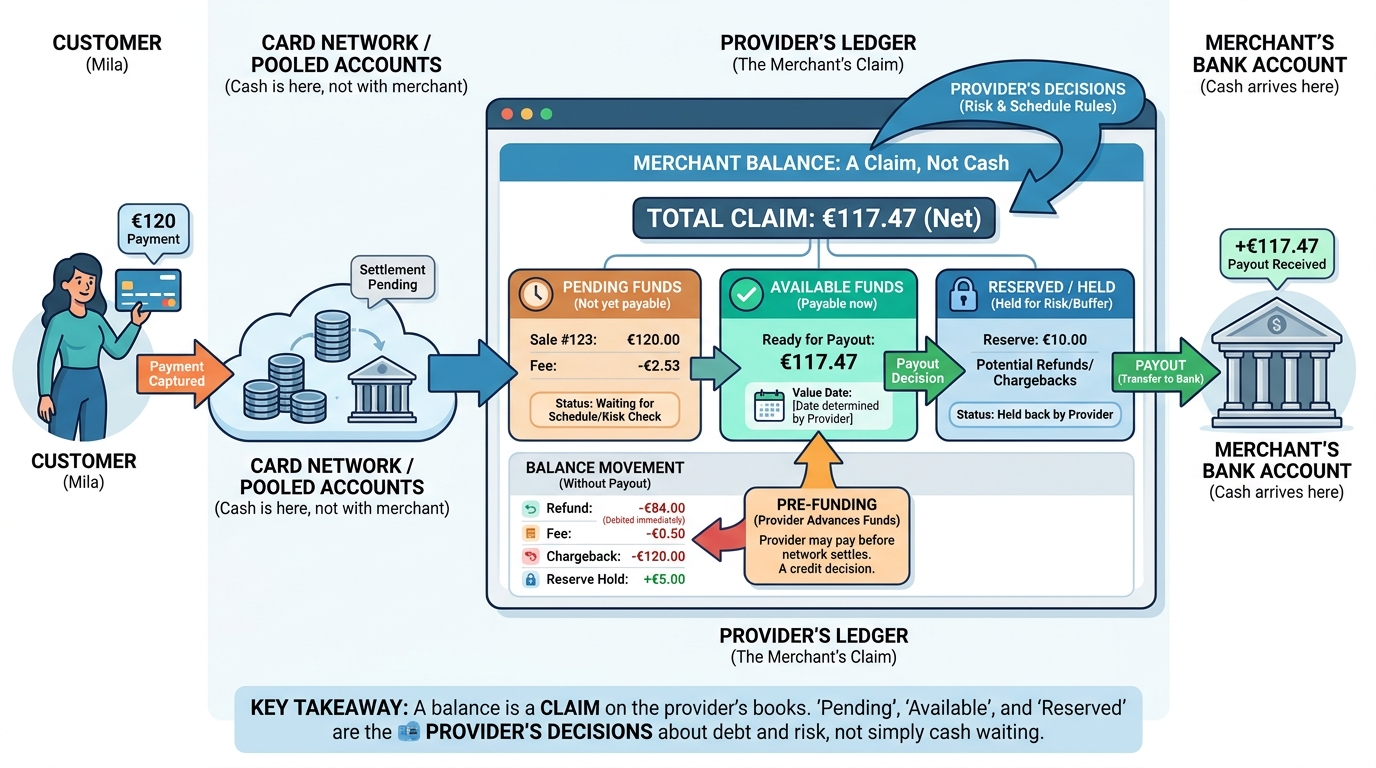 CUSTOMER
(Mila)
CARD NETWORK /
POOLED ACCOUNTS
(Cash is here, not with merchant)
PROVIDER'S LEDGER
(The Merchant's Claim)
MERCHANT'S
BANK ACCOUNT
(Cash arrives here)
PROVIDER'S DECISIONS
(Risk & Schedule Rules)
MERCHANT BALANCE: A Claim, Not Cash
TOTAL CLAIM: €117.47 (Net)
€120
Payment
Payment
Captured
Settlement
Pending
PENDING FUNDS
(Not yet payable)
Sale #123: €120.00
Fee: -€2.53
Status: Waiting for
Schedule/Risk Check
AVAILABLE FUNDS
(Payable now)
Ready for Payout:
€117.47
Value Date:
[Date determined
by Provider]
Payout
Decision
RESERVED / HELD
(Held for Risk/Buffer)
Reserve: €10.00
Potential Refunds/
Chargebacks
Status: Held back by Provider
PAYOUT
(Transfer to Bank)
+€117.47
Payout Received
$
CUSTOMER
(Mila)
CARD NETWORK /
POOLED ACCOUNTS
(Cash is here, not with merchant)
MERCHANT'S
BANK ACCOUNT
(Cash arrives here)
BALANCE MOVEMENT
(Without Payout)
Refund: -€84.00
(Debited immediately)
Fee: -€0.50
Chargeback: -€120.00
Reserve Hold: +€5.00
PRE-FUNDING
(Provider Advances Funds)
Provider may pay before
network settles.
A credit decision.
PROVIDER'S LEDGER
(The Merchant's Claim)
KEY TAKEAWAY: A balance is a CLAIM on the provider's books. 'Pending', 'Available', and 'Reserved'
are the PROVIDER'S DECISIONS about debt and risk, not simply cash waiting.